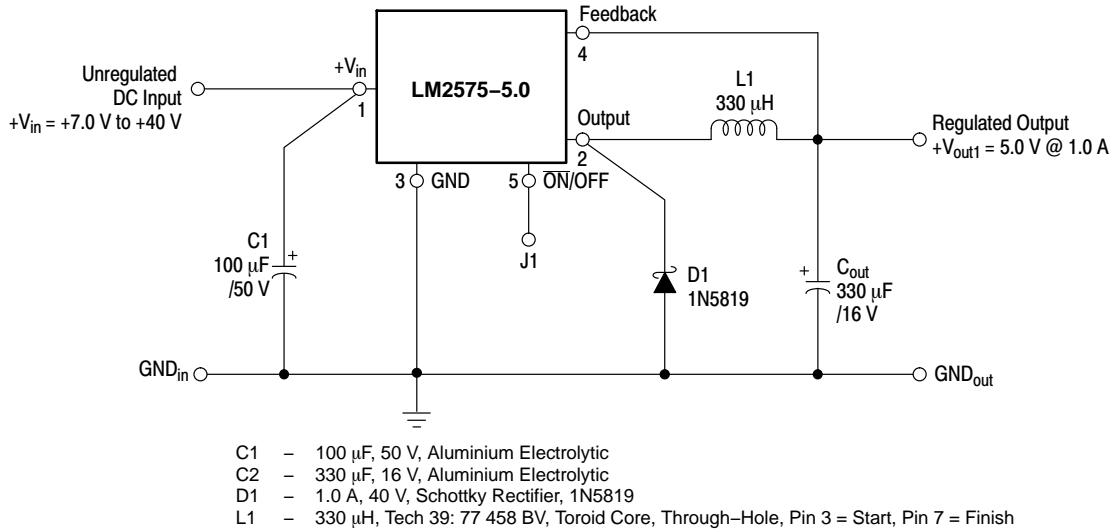 Feedback
4
Unregulated
DC Input
+Vin = +7.0 V to +40 V
+Vin
1
LM2575−5.0
L1
330 μH
Output
2
Regulated Output
+Vout1 = 5.0 V @ 1.0 A
3
GND
5
ON/OFF
J1
C1
100 μF
/50 V
+
D1
1N5819
+
Cout
330 μF
/16 V
GNDin
GNDout
C1 – 100 μF, 50 V, Aluminium Electrolytic
C2 – 330 μF, 16 V, Aluminium Electrolytic
D1 – 1.0 A, 40 V, Schottky Rectifier, 1N5819
L1 – 330 μH, Tech 39: 77 458 BV, Toroid Core, Through−Hole, Pin 3 = Start, Pin 7 = Finish